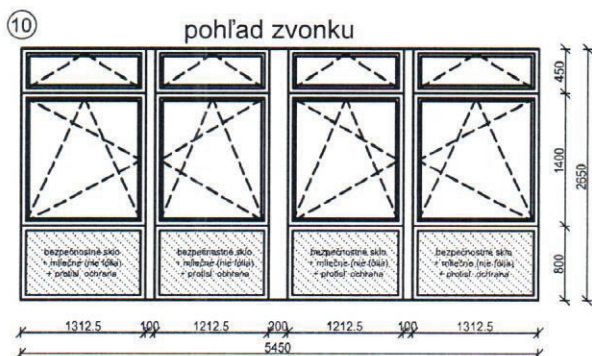 10
pohľad zvonku
450
1400
2650
800
bezpečnostné sklo
+ mliečne (nie fólia)
+ protisl. ochrana
bezpečnostné sklo
+ mliečne (nie fólia)
+ protisl. ochrana
bezpečnostné sklo
+ mliečne (nie fólia)
+ protisl. ochrana
bezpečnostné sklo
+ mliečne (nie fólia)
+ protisl. ochrana
1312.5 100 1212.5 200 1212.5 100 1312.5
5450